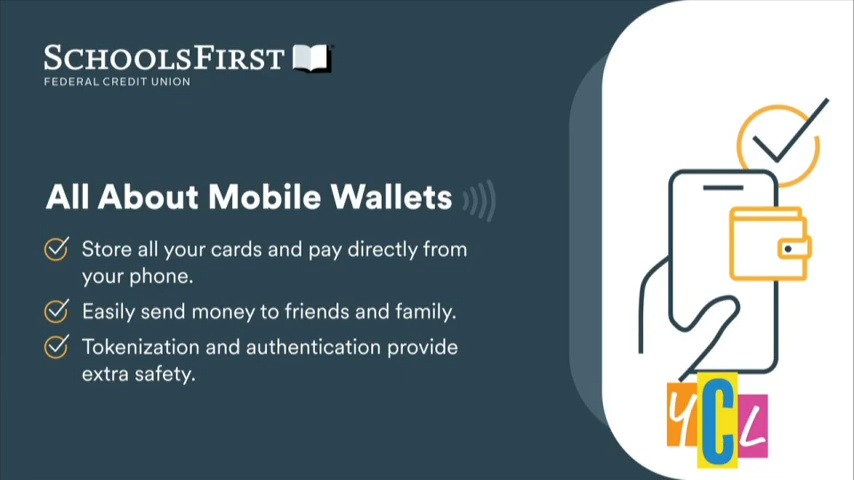 SCHOOLSFIRST
FEDERAL CREDIT UNION
All About Mobile Wallets
Store all your cards and pay directly from
your phone.
Easily send money to friends and family.
Tokenization and authentication provide
extra safety.
YCL